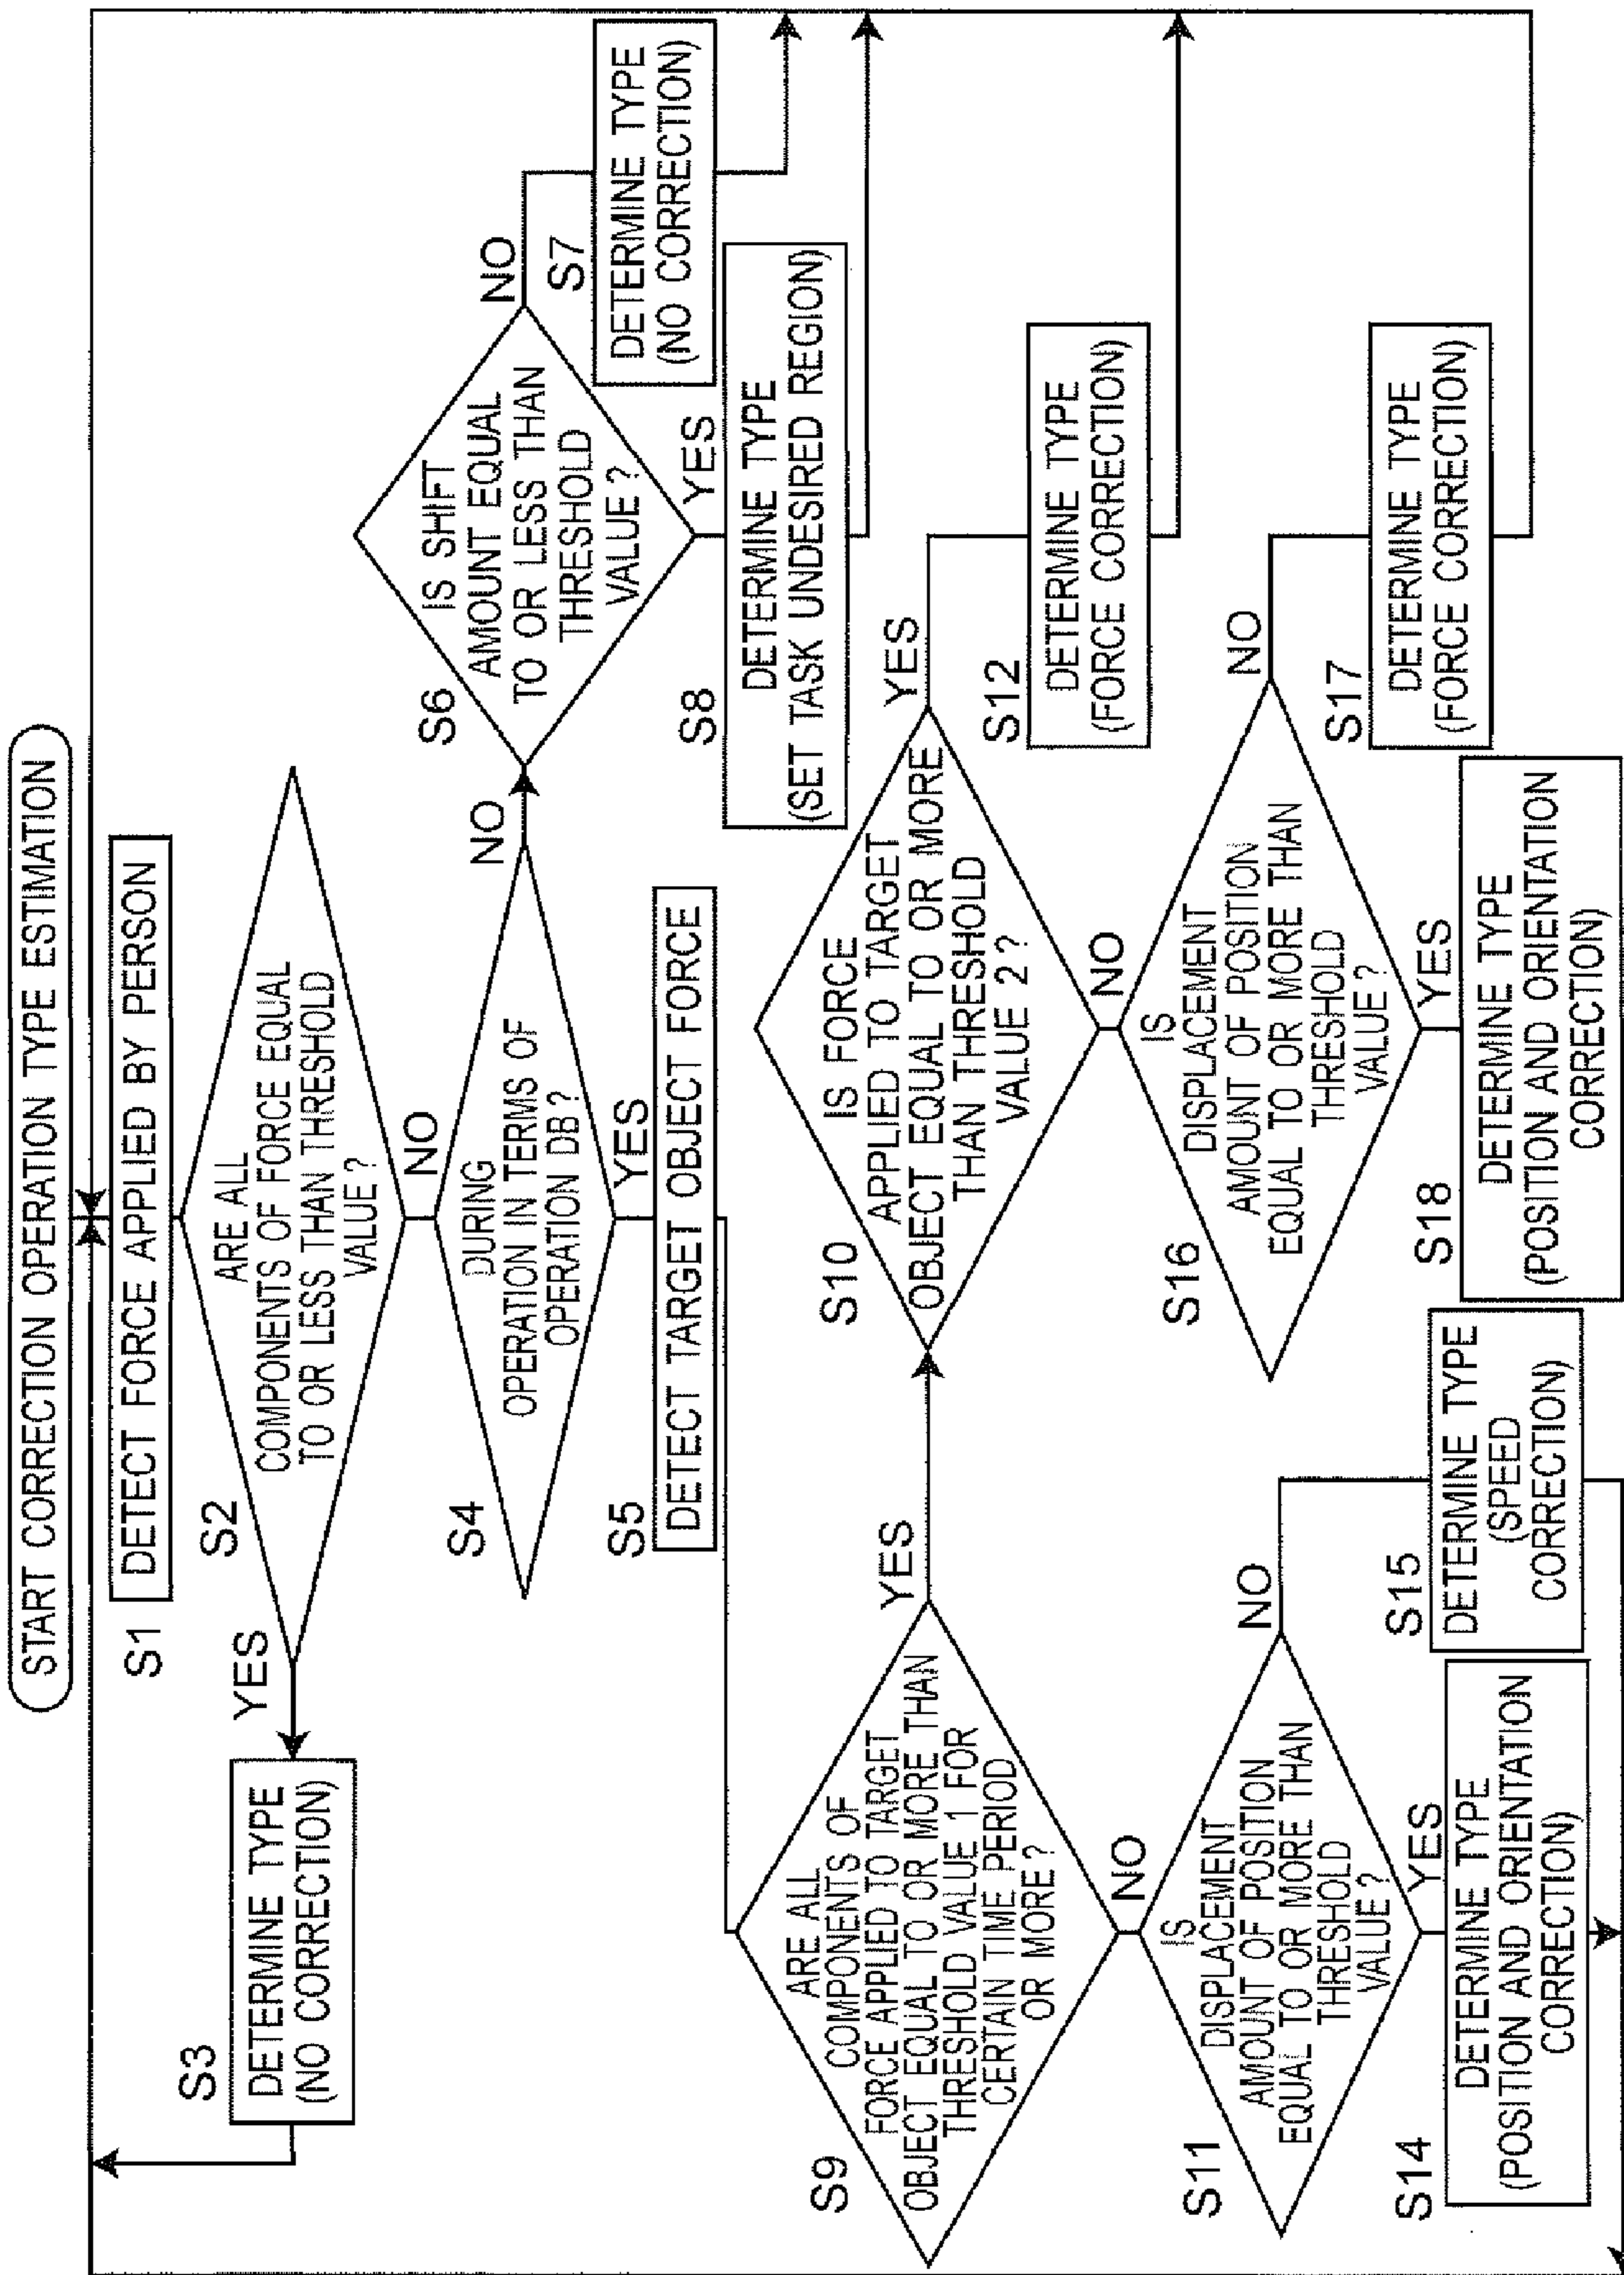 START CORRECTION OPERATION TYPE ESTIMATION
S1
DETECT FORCE APPLIED BY PERSON
S2
ARE ALL
COMPONENTS OF FORCE EQUAL
TO OR LESS THAN THRESHOLD
VALUE?
YES
S3
DETERMINE TYPE
(NO CORRECTION)
NO
S4
DURING
OPERATION IN TERMS OF
OPERATION DB?
NO
S6
IS SHIFT
AMOUNT EQUAL
TO OR LESS THAN
THRESHOLD
VALUE?
NO
S7
DETERMINE TYPE
(NO CORRECTION)
YES
S8
DETERMINE TYPE
(SET TASK UNDESIRED REGION)
YES
S5
DETECT TARGET OBJECT FORCE
S9
ARE ALL
COMPONENTS OF
FORCE APPLIED TO TARGET
OBJECT EQUAL TO OR MORE THAN
THRESHOLD VALUE 1 FOR
CERTAIN TIME PERIOD
OR MORE?
YES
S10
IS FORCE
APPLIED TO TARGET
OBJECT EQUAL TO OR MORE
THAN THRESHOLD
VALUE 2?
YES
S12
DETERMINE TYPE
(FORCE CORRECTION)
NO
S11
IS
DISPLACEMENT
AMOUNT OF POSITION
EQUAL TO OR MORE THAN
THRESHOLD
VALUE?
NO
S15
DETERMINE TYPE
(SPEED
CORRECTION)
YES
S14
DETERMINE TYPE
(POSITION AND ORIENTATION
CORRECTION)
NO
S16
IS
DISPLACEMENT
AMOUNT OF POSITION
EQUAL TO OR MORE THAN
THRESHOLD
VALUE?
NO
S17
DETERMINE TYPE
(FORCE CORRECTION)
YES
S18
DETERMINE TYPE
(POSITION AND ORIENTATION
CORRECTION)